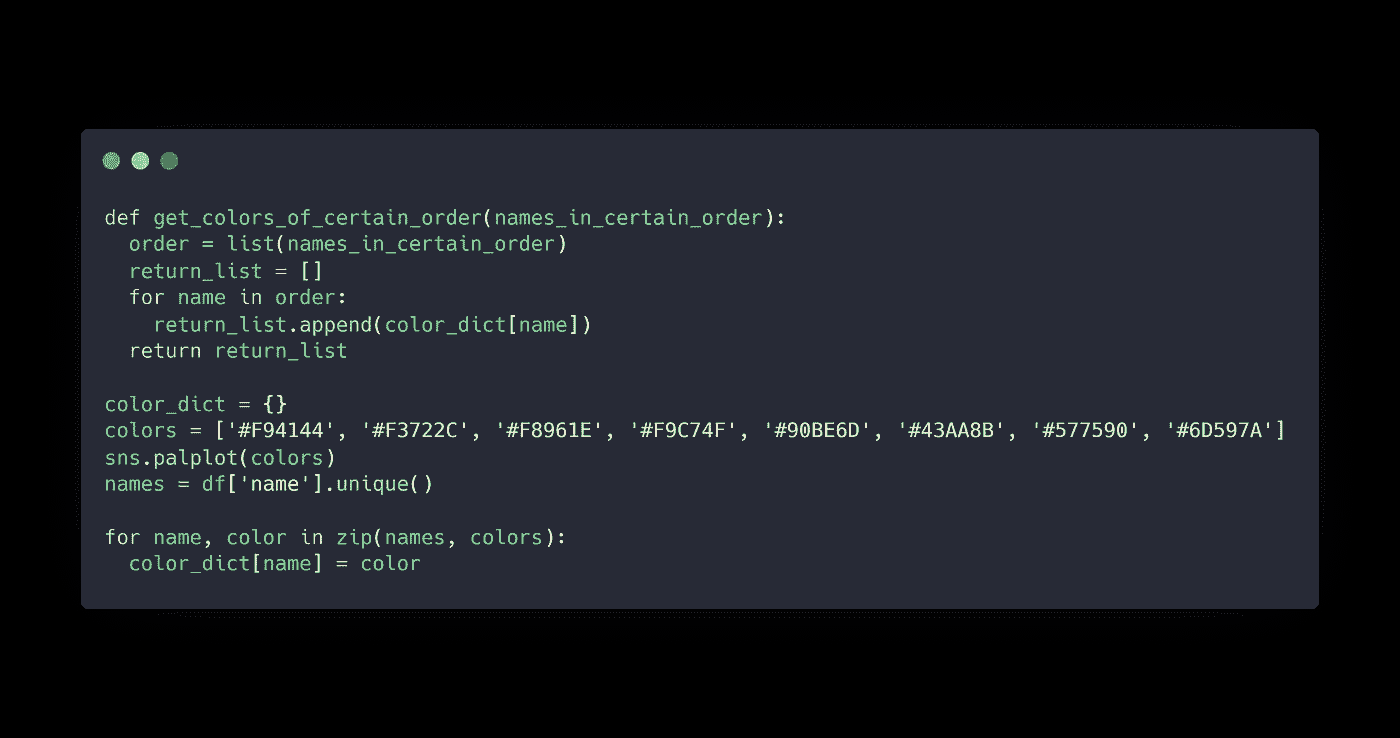 def get_colors_of_certain_order(names_in_certain_order):
  order = list(names_in_certain_order)
  return_list = []
  for name in order:
    return_list.append(color_dict[name])
  return return_list

color_dict = {}
colors = ['#F94144', '#F3722C', '#F8961E', '#F9C74F', '#90BE6D', '#43AA8B', '#577590', '#6D597A']
sns.palplot(colors)
names = df['name'].unique()

for name, color in zip(names, colors):
  color_dict[name] = color